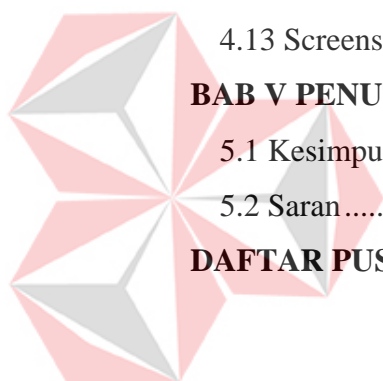 4.13 Screens
BAB V PENU
5.1 Kesimpu
5.2 Saran.....
DAFTAR PUS